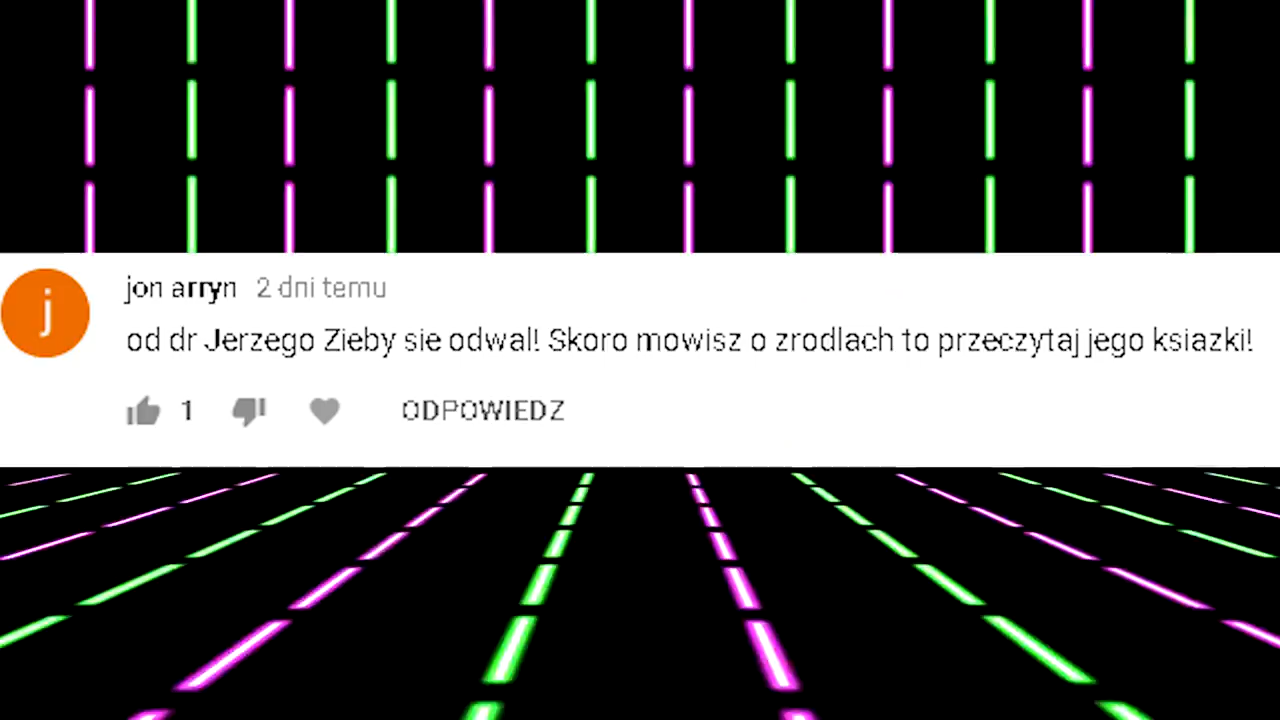 j
jon arryn 2 dni temu
od dr Jerzego Zieby sie odwal! Skoro mowisz o zrodlach to przeczytaj jego ksiazki!
1 ODPOWIEDZ